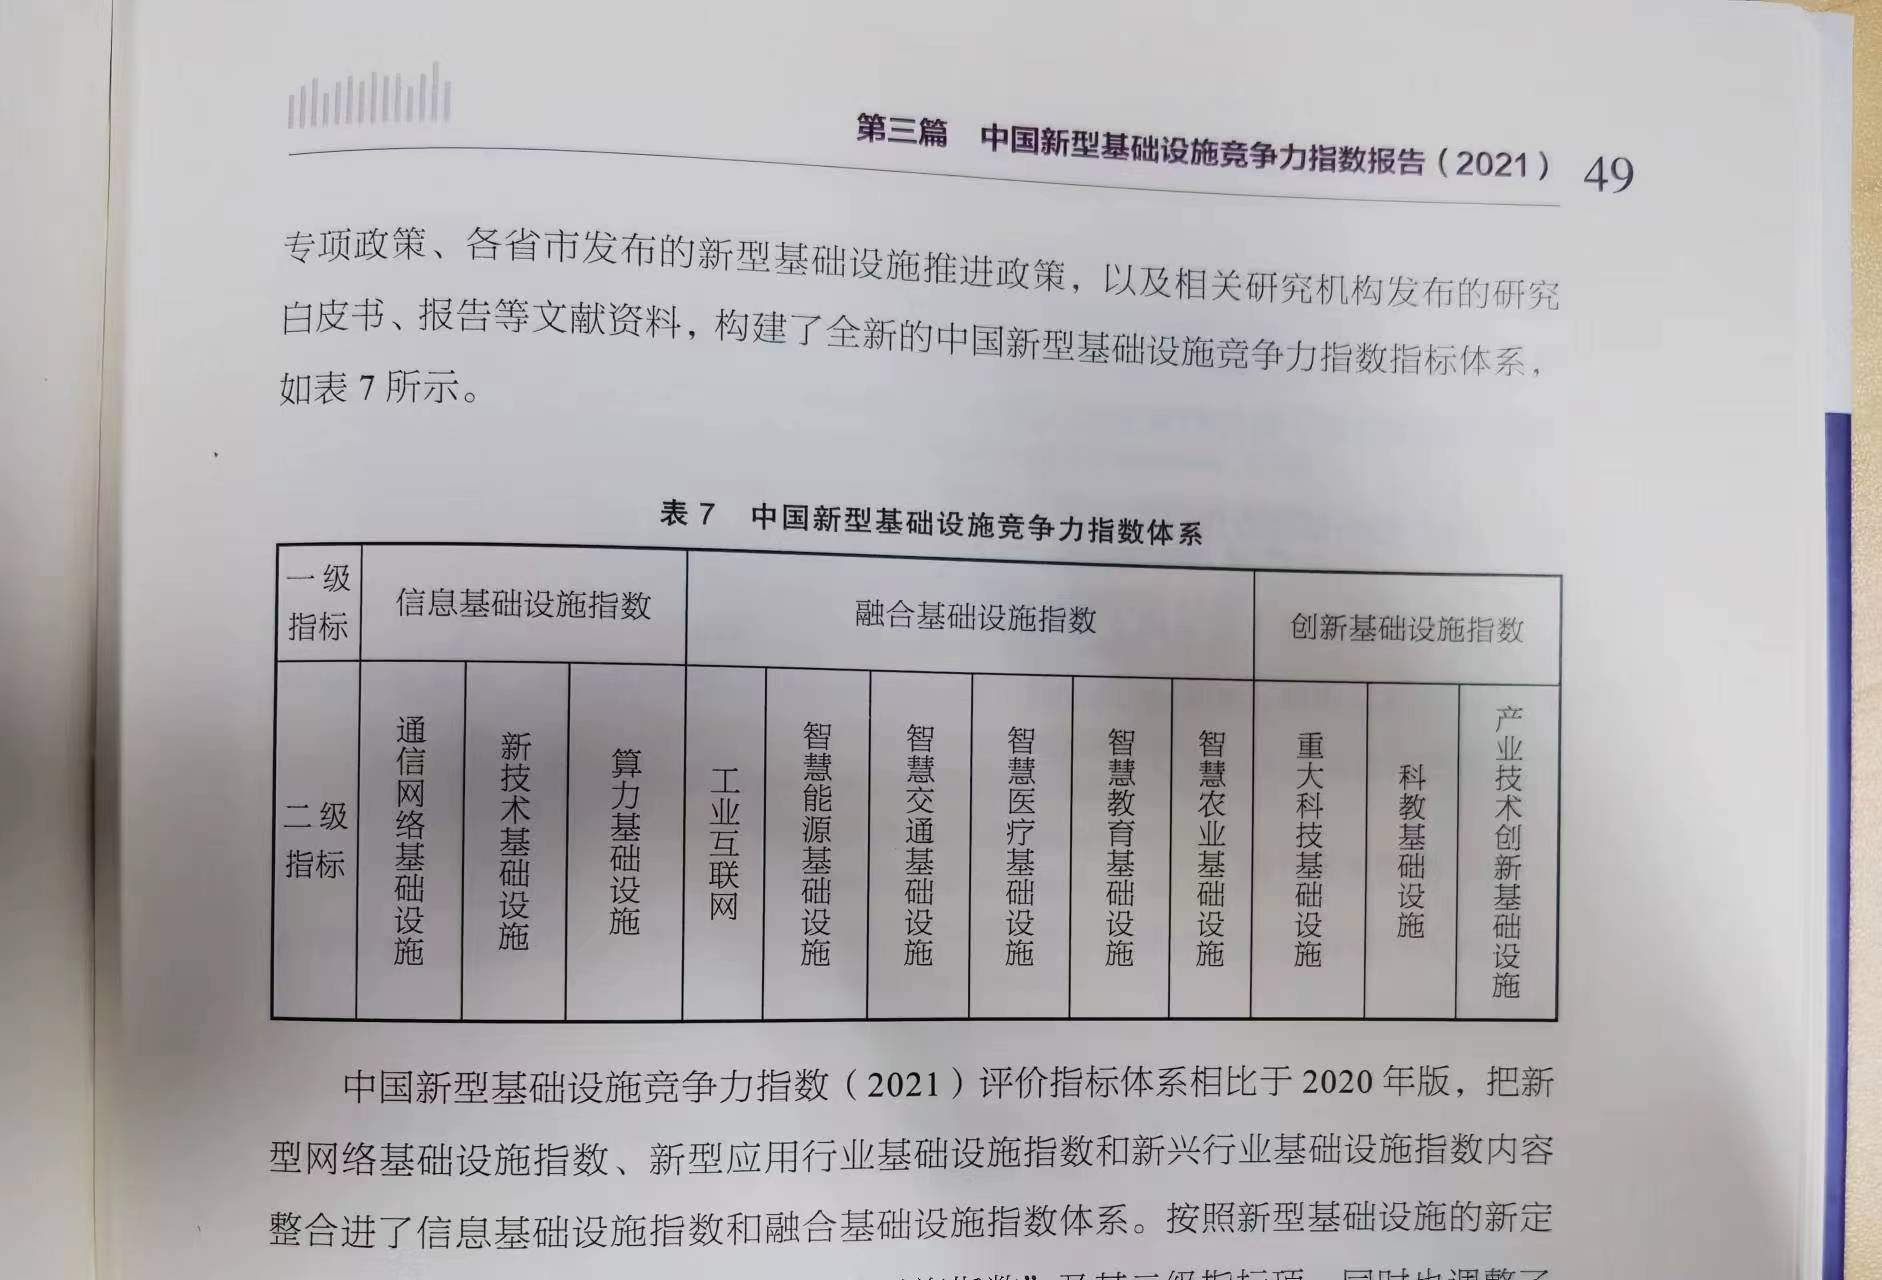 第三篇 中国新型基础设施竞争力指数报告（2021） 49
专项政策、各省市发布的新型基础设施推进政策，以及相关研究机构发布的研究
白皮书、报告等文献资料，构建了全新的中国新型基础设施竞争力指数指标体系，
如表 7 所示。
表 7 中国新型基础设施竞争力指数体系
一级
指标
信息基础设施指数
融合基础设施指数
创新基础设施指数
二级
指标
通信网络基础设施
新技术基础设施
算力基础设施
工业互联网
智慧能源基础设施
智慧交通基础设施
智慧医疗基础设施
智慧教育基础设施
智慧农业基础设施
重大科技基础设施
科教基础设施
产业技术创新基础设施
中国新型基础设施竞争力指数（2021）评价指标体系相比于 2020 年版，把新
型网络基础设施指数、新型应用行业基础设施指数和新兴行业基础设施指数内容
整合进了信息基础设施指数和融合基础设施指数体系。按照新型基础设施的新定
指数”及其二级指标项，同时也调整了